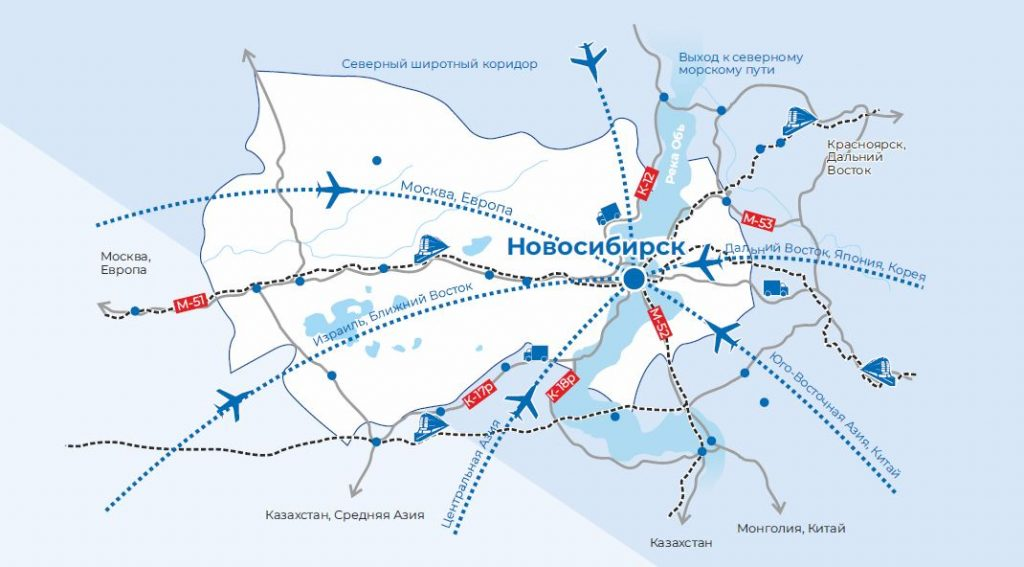 Северный широтный коридор
Выход к северному
морскому пути
Красноярск,
Дальний
Восток
Река Обь
К-12
Москва, Европа
М-53
Новосибирск
Дальний Восток, Япония, Корея
Москва,
Европа
М-51
Израиль, Ближний Восток
М-52
К-17р
К-18р
Юго-Восточная Азия, Китай
Центральная Азия
Казахстан, Средняя Азия
Монголия, Китай
Казахстан